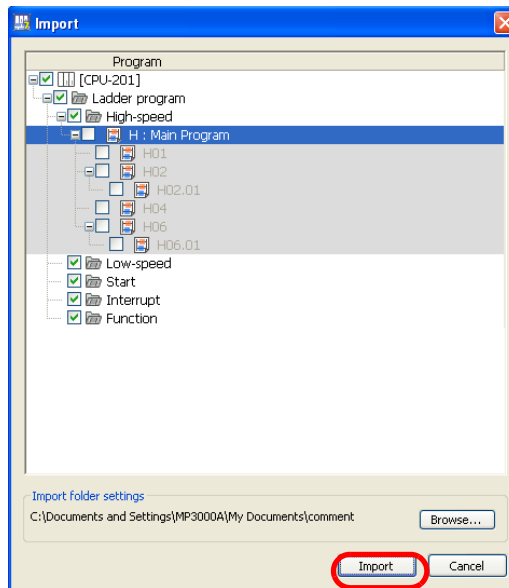 Import
Program
[CPU-201]
Ladder program
High-speed
H : Main Program
H01
H02
H02.01
H04
H06
H06.01
Low-speed
Start
Interrupt
Function
Import folder settings
C:\Documents and Settings\MP3000A\My Documents\comment
Browse...
Import
Cancel